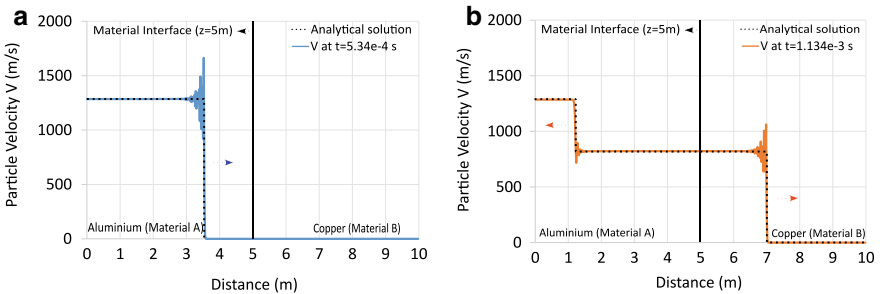 a
2000
1500
1000
500
0
Particle Velocity V (m/s)
Material Interface (z=5m)
Analytical solution
V at t=5.34e-4 s
Aluminium (Material A)
Copper (Material B)
0 1 2 3 4 5 6 7 8 9 10
Distance (m)
b
2000
1500
1000
500
0
Particle Velocity V (m/s)
Material Interface (z=5m)
Analytical solution
V at t=1.134e-3 s
Aluminium (Material A)
Copper (Material B)
0 1 2 3 4 5 6 7 8 9 10
Distance (m)